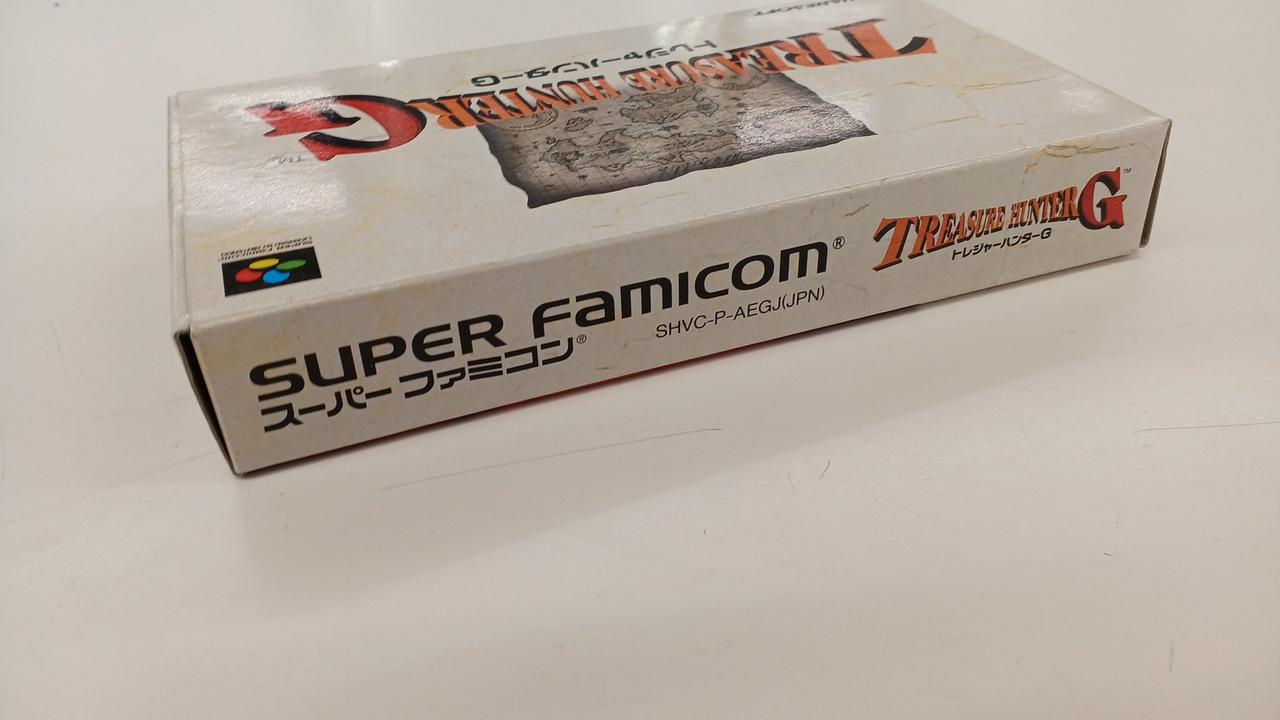 TREASURE HUNTER G
トレジャーハンターG
TM
SUPER FAMICOM®
スーパーファミコン®
SHVC-P-AEGJ(JPN)
TREASURE HUNTER G™
トレジャーハンターG